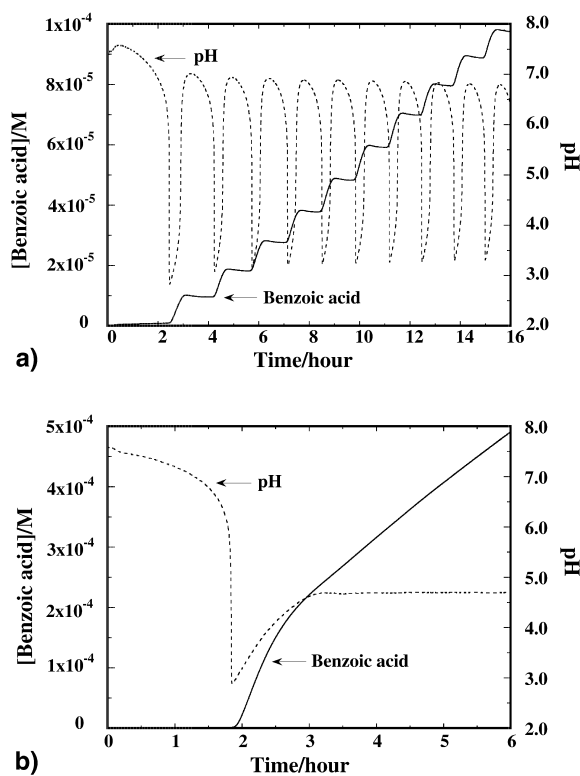 1x10-4
8x10-5
6x10-5
4x10-5
2x10-5
0
[Benzoic acid]/M
8.0
7.0
6.0
5.0
4.0
3.0
2.0
pH
pH
Benzoic acid
0 2 4 6 8 10 11 13 14 16
Time/hour
a)
5x10-4
4x10-4
3x10-4
2x10-4
1x10-4
0
[Benzoic acid]/M
8.0
7.0
6.0
5.0
4.0
3.0
2.0
pH
pH
Benzoic acid
0 1 2 3 4 5 6
Time/hour
b)